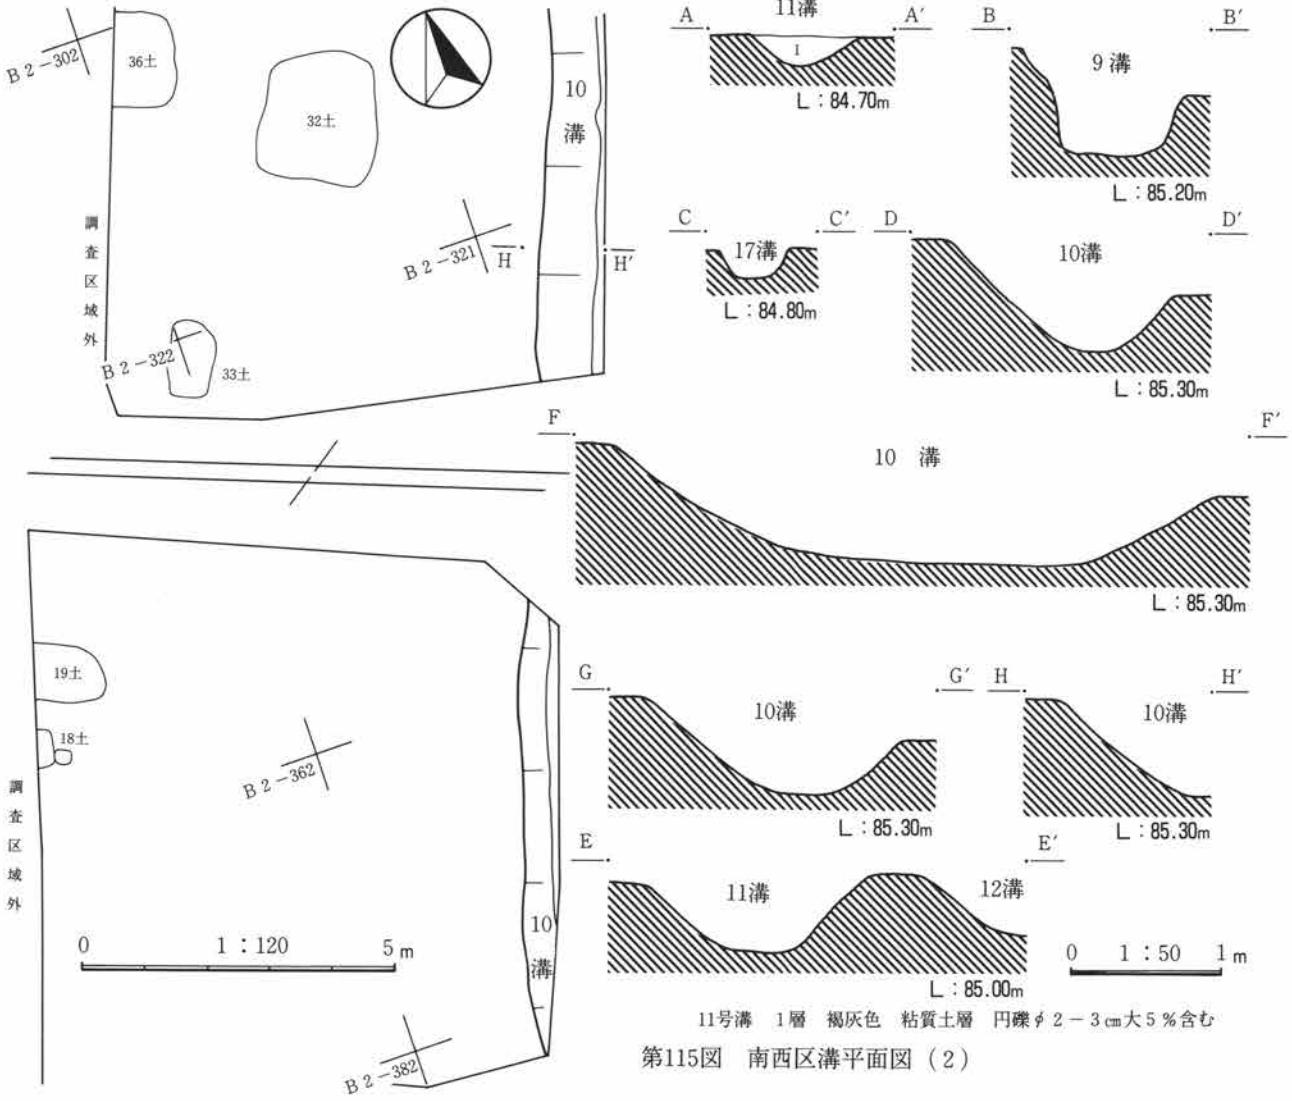 B2-302
36土
32土
10溝
調査区域外
B2-321
H
H′
B2-322
33土
A
11溝
A′
1
L:84.70m
B
B′
9溝
L:85.20m
C
C′
17溝
L:84.80m
D
D′
10溝
L:85.30m
F
F′
10 溝
L:85.30m
G
G′
10溝
L:85.30m
H
H′
10溝
L:85.30m
E
E′
11溝
12溝
L:85.00m
19土
18土
B2-362
調査区域外
10溝
0 1:120 5m
B2-382
0 1:50 1m
11号溝 1層 褐灰色 粘質土層 円礫φ2-3㎝大5%含む
第115図 南西区溝平面図(2)